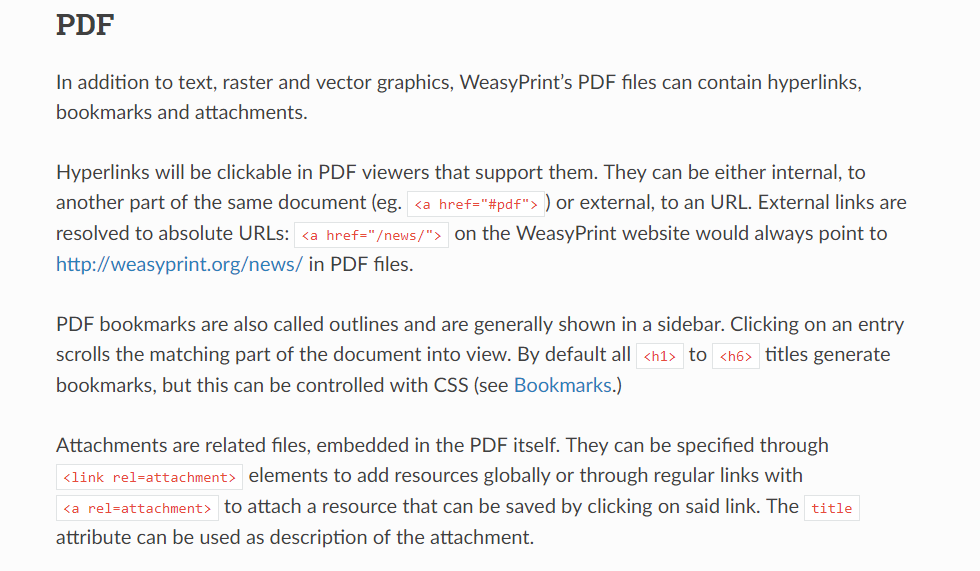 PDF
In addition to text, raster and vector graphics, WeasyPrint’s PDF files can contain hyperlinks,
bookmarks and attachments.
Hyperlinks will be clickable in PDF viewers that support them. They can be either internal, to
another part of the same document (eg. <a href="#pdf">) or external, to an URL. External links are
resolved to absolute URLs: <a href="/news/"> on the WeasyPrint website would always point to
http://weasyprint.org/news/ in PDF files.
PDF bookmarks are also called outlines and are generally shown in a sidebar. Clicking on an entry
scrolls the matching part of the document into view. By default all <h1> to <h6> titles generate
bookmarks, but this can be controlled with CSS (see Bookmarks.)
Attachments are related files, embedded in the PDF itself. They can be specified through
<link rel=attachment> elements to add resources globally or through regular links with
<a rel=attachment> to attach a resource that can be saved by clicking on said link. The title
attribute can be used as description of the attachment.